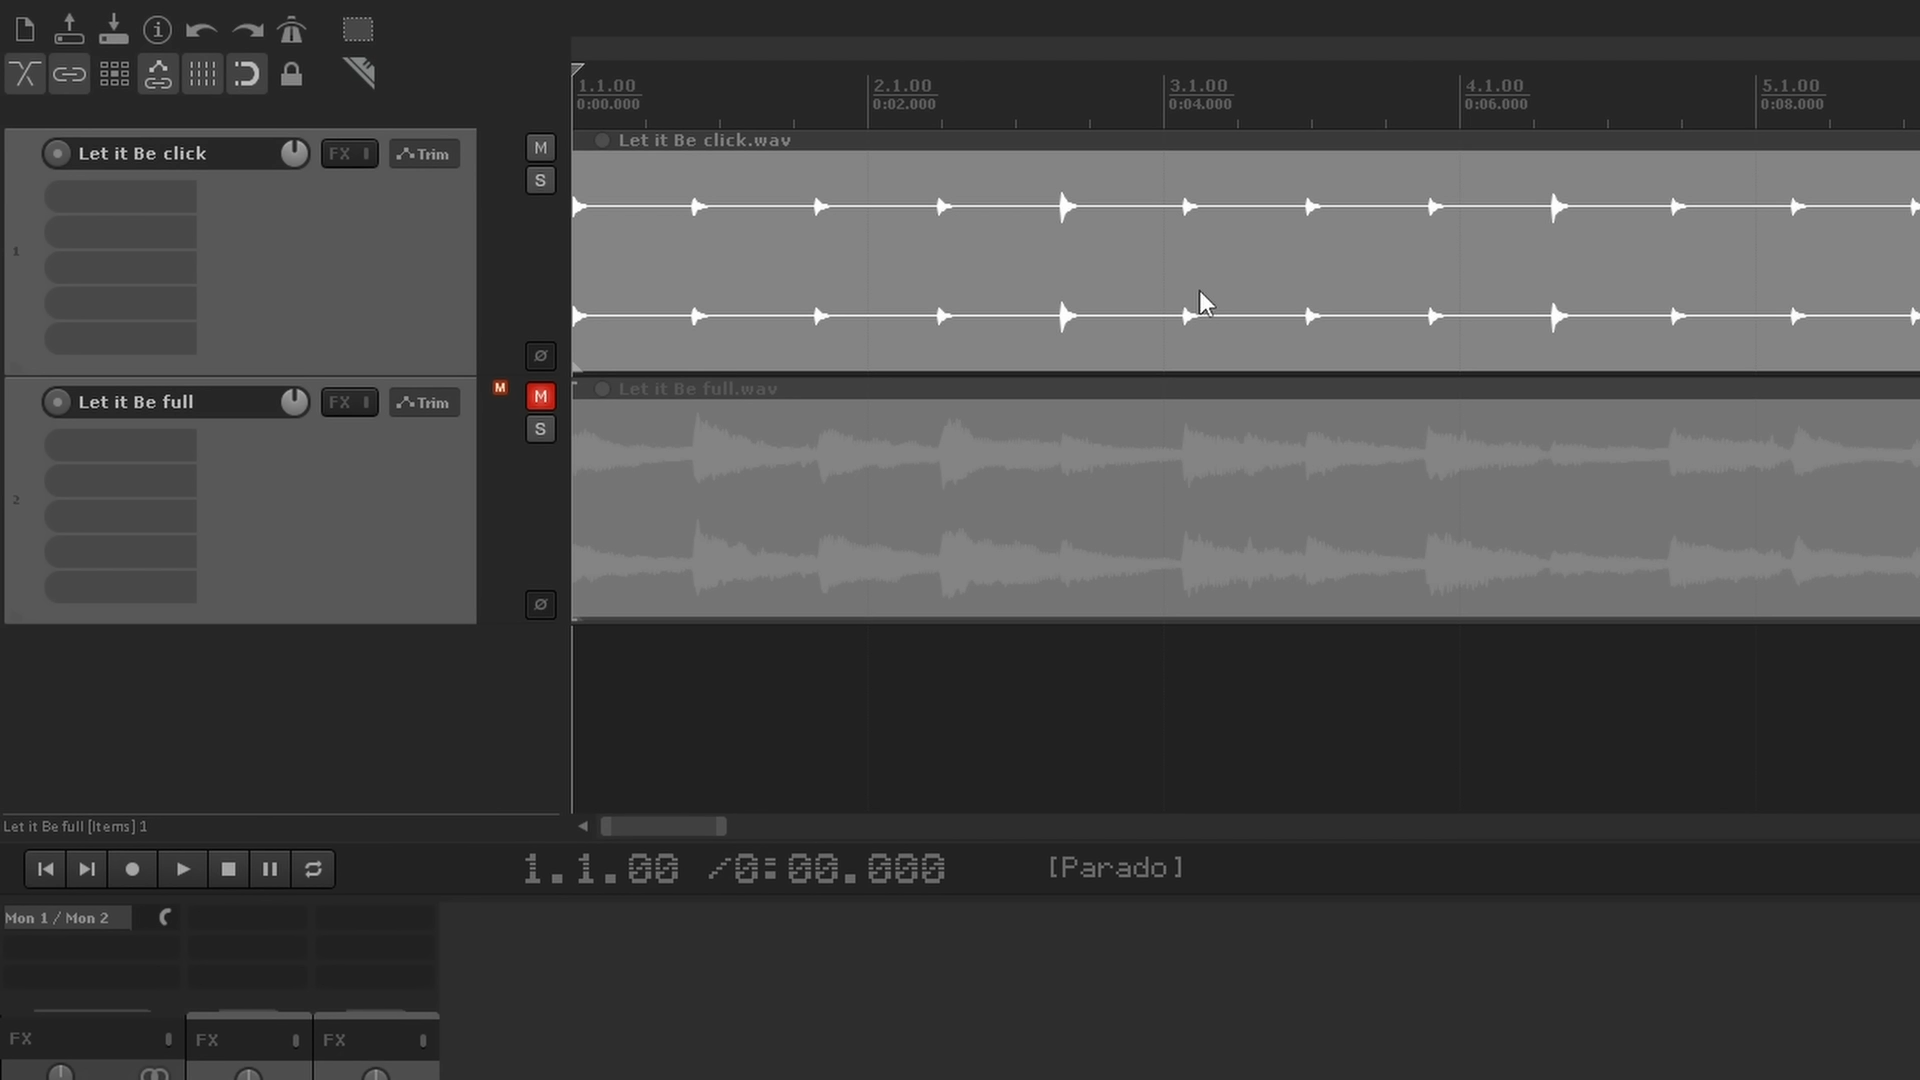 1.1.00 2.1.00 3.1.00 4.1.00 5.1.00
0:00.000 0:02.000 0:04.000 0:06.000 0:08.000
Let it Be click FX Trim M Let it Be click.wav
S
1
Ø
Let it Be full FX Trim M M Let it Be full.wav
S
2
Ø
Let it Be full [Items] 1
1.1.00 /0:00.000 [Parado]
Mon 1 / Mon 2
FX FX FX